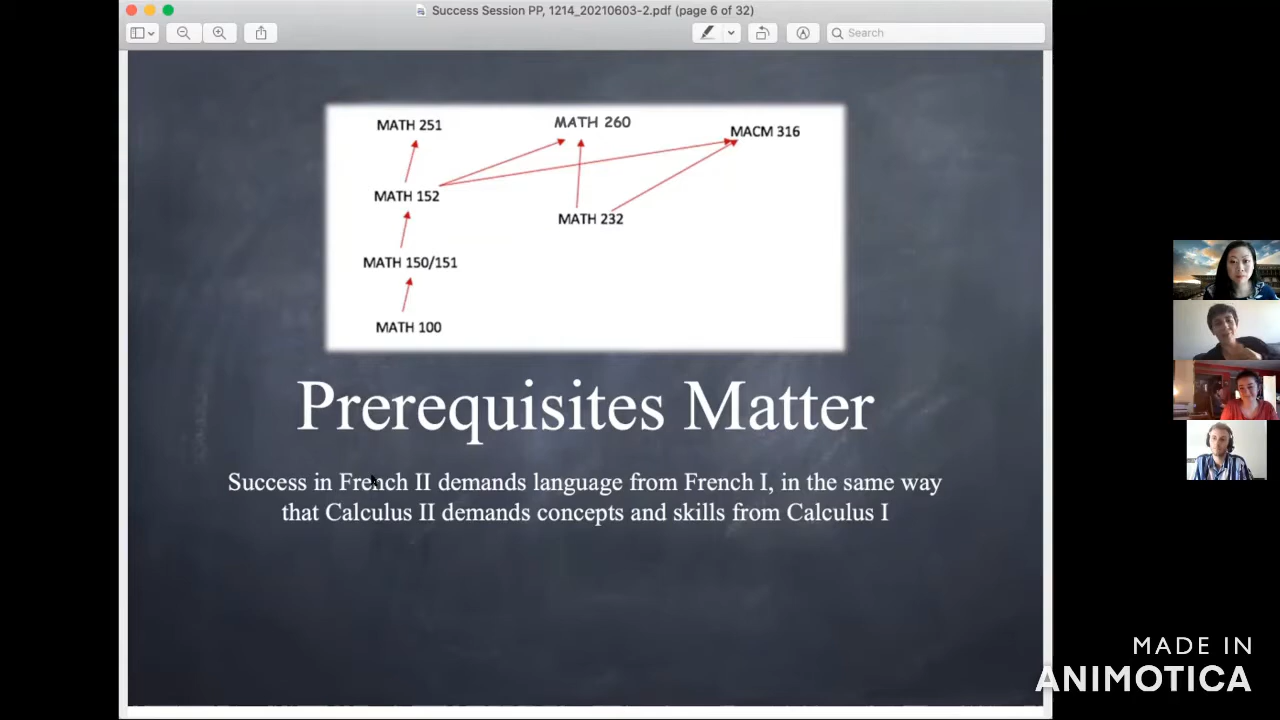 Success Session PP, 1214_20210603-2.pdf (page 6 of 32)
Search
MATH 251
MATH 260
MACM 316
MATH 152
MATH 232
MATH 150/151
MATH 100
Prerequisites Matter
Success in French II demands language from French I, in the same way
that Calculus II demands concepts and skills from Calculus I
MADE IN
ANIMOTICA